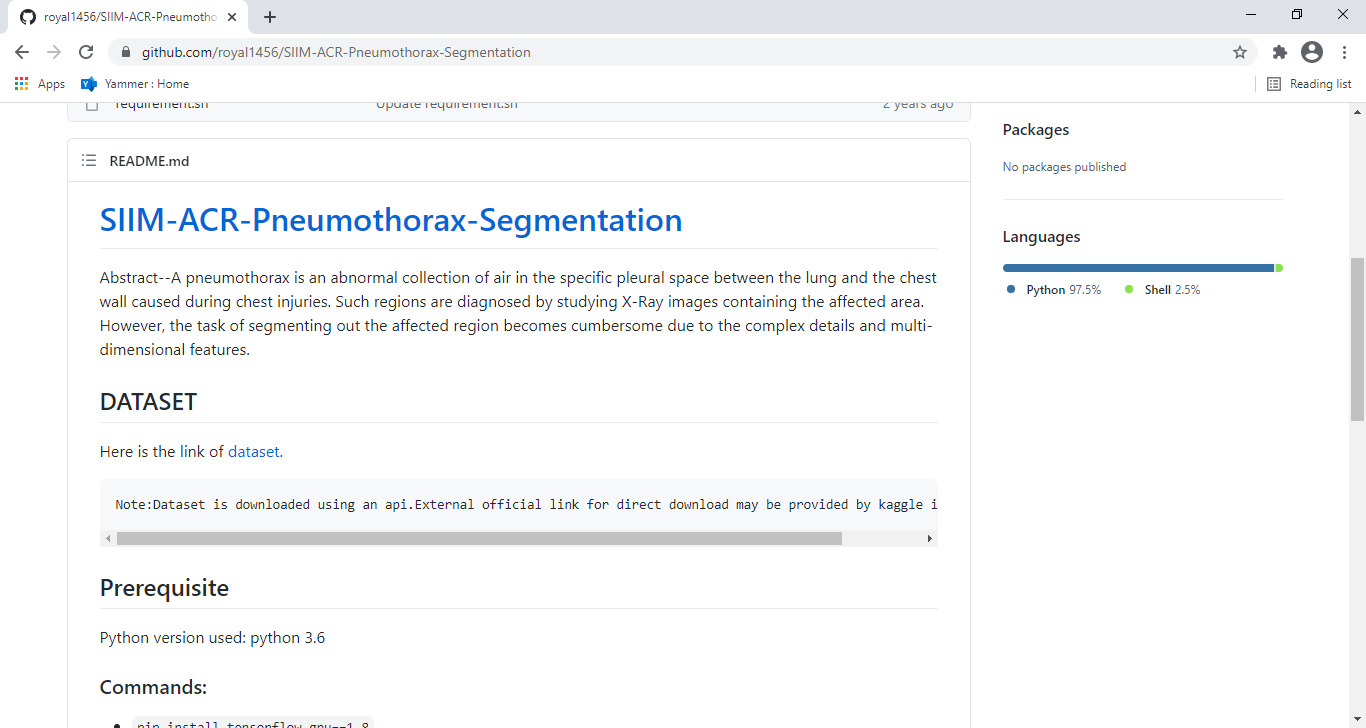 royal1456/SIIM-ACR-Pneumotho
github.com/royal1456/SIIM-ACR-Pneumothorax-Segmentation
Apps
Yammer : Home
Reading list
requirement.sh
Update requirement.sh
2 years ago
README.md
SIIM-ACR-Pneumothorax-Segmentation
Abstract--A pneumothorax is an abnormal collection of air in the specific pleural space between the lung and the chest
wall caused during chest injuries. Such regions are diagnosed by studying X-Ray images containing the affected area.
However, the task of segmenting out the affected region becomes cumbersome due to the complex details and multi-
dimensional features.
DATASET
Here is the link of dataset.
Note:Dataset is downloaded using an api.External official link for direct download may be provided by kaggle i
Prerequisite
Python version used: python 3.6
Commands:
pip install tensorflow-gpu==1.8
Packages
No packages published
Languages
Python 97.5%
Shell 2.5%